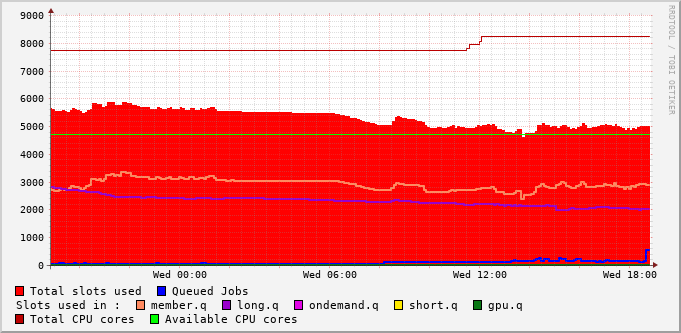 9000
8000
7000
6000
5000
4000
3000
2000
1000
0
Wed 00:00 Wed 06:00 Wed 12:00 Wed 18:00
Total slots used Queued Jobs
Slots used in : member.q long.q ondemand.q short.q gpu.q
Total CPU cores Available CPU cores
RRDTOOL / TOBI OETIKER